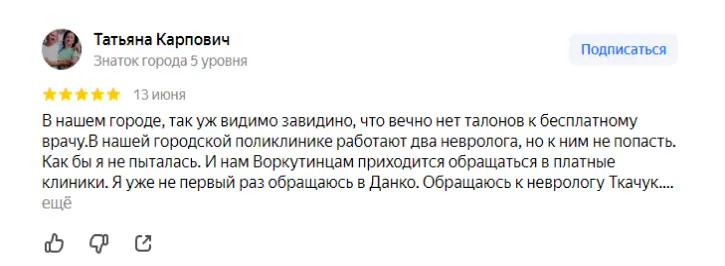 Татьяна Карпович
Подписаться
Знаток города 5 уровня
13 июня
В нашем городе, так уж видимо завидино, что вечно нет талонов к бесплатному
врачу.В нашей городской поликлинике работают два невролога, но к ним не попасть.
Как бы я не пыталась. И нам Воркутинцам приходится обращаться в платные
клиники. Я уже не первый раз обращаюсь в Данко. Обращаюсь к неврологу Ткачук....
ещё